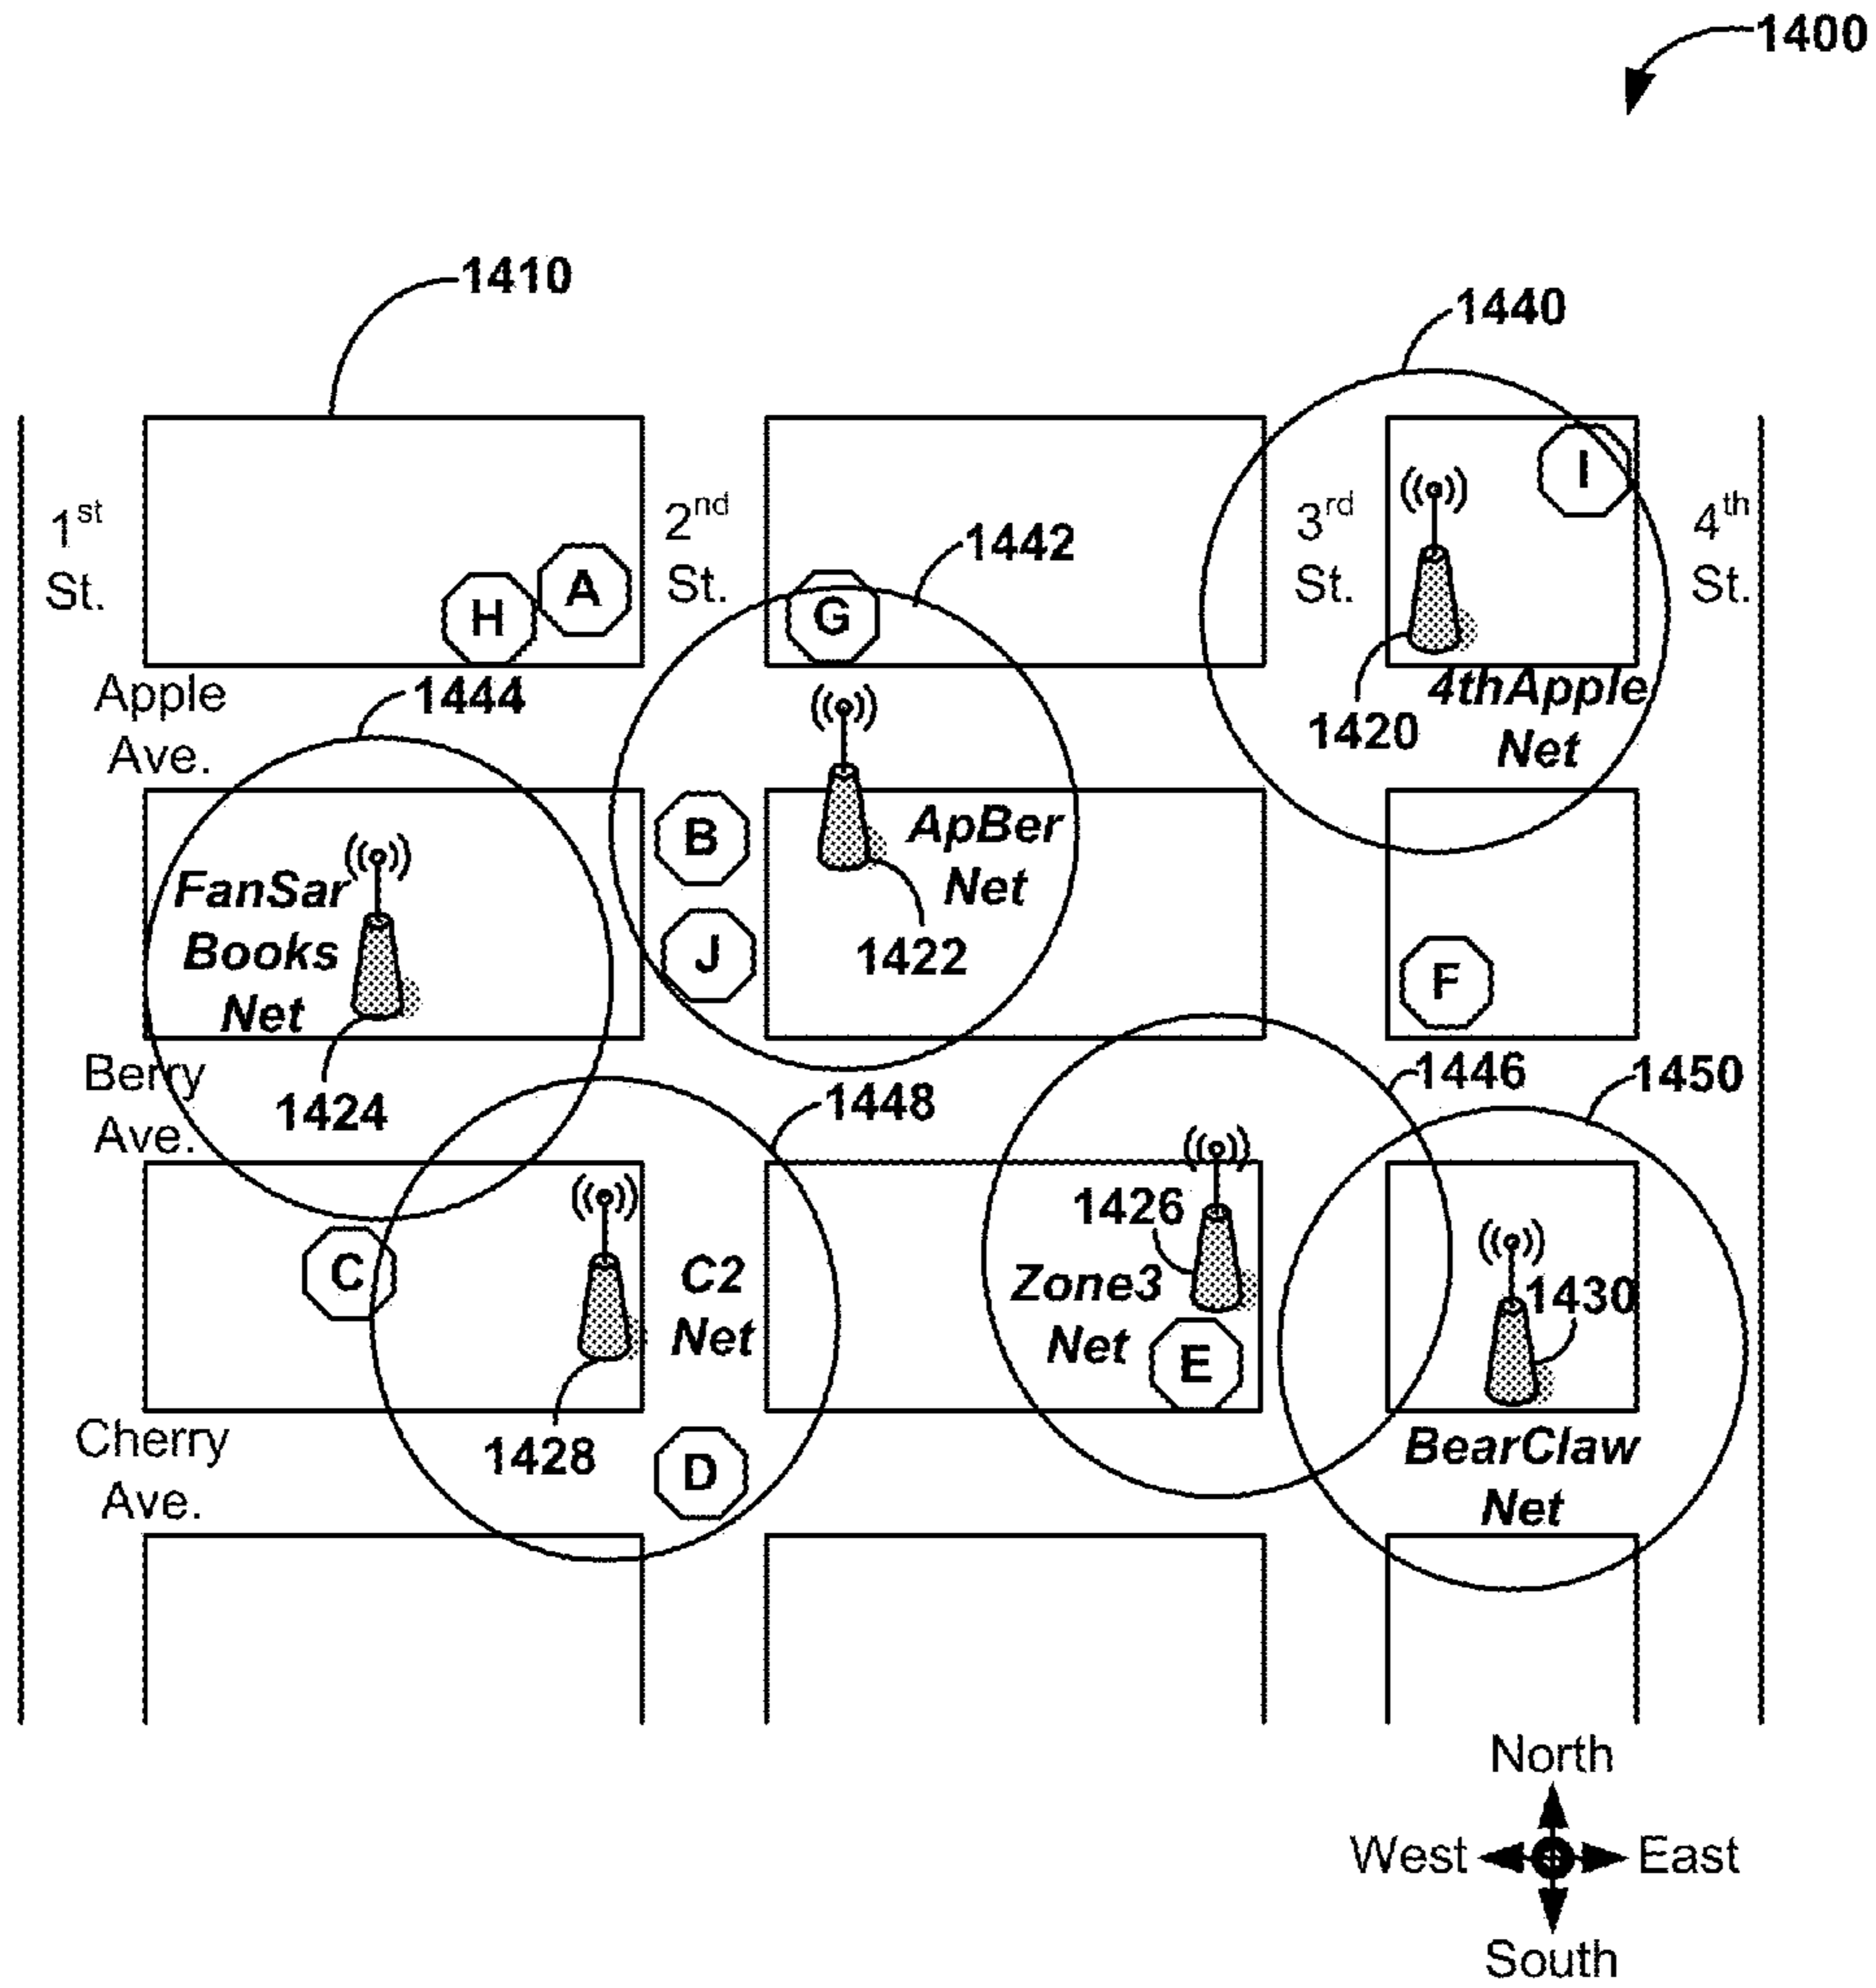 1400
1410
1440
1st
St.
2nd
St.
1442
3rd
St.
4th
St.
I
A
H
G
Apple
Ave.
1444
1420
4thApple
Net
B
ApBer
Net
1422
FanSar
Books
Net
J
F
1424
Berry
Ave.
1448
1446
1450
C
C2
Net
1426
Zone3
Net
E
1430
1428
D
Cherry
Ave.
BearClaw
Net
North
West
East
South